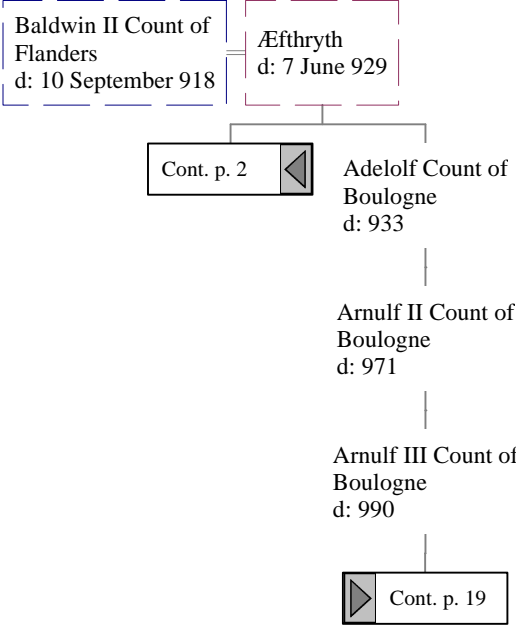 Baldwin II Count of
Flanders
d: 10 September 918
Æfthryth
d: 7 June 929
Cont. p. 2
Adelolf Count of
Boulogne
d: 933
Arnulf II Count of
Boulogne
d: 971
Arnulf III Count of
Boulogne
d: 990
Cont. p. 19